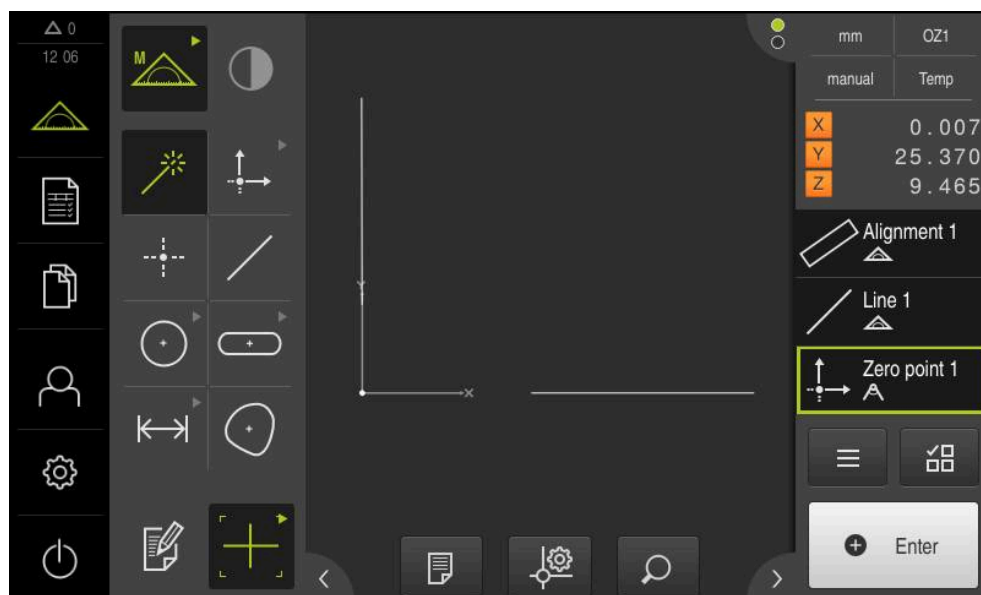 0
12 06
M
Y
X
mm
OZ1
manual
Temp
X 0.007
Y 25.370
Z 9.465
Alignment 1
Line 1
Zero point 1
Enter